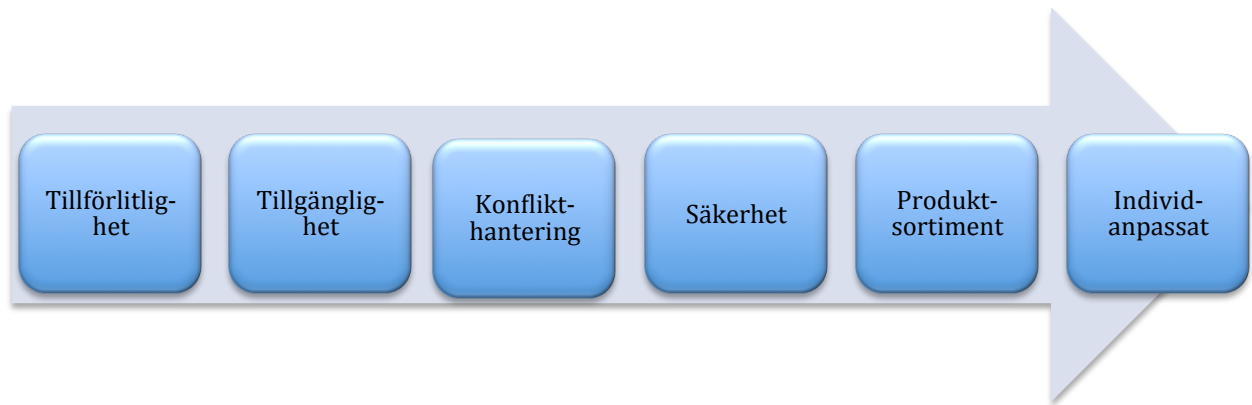 Tillförlitlig-
het
Tillgänglig-
het
Konflikt-
hantering
Säkerhet
Produkt-
sortiment
Individ-
anpassat